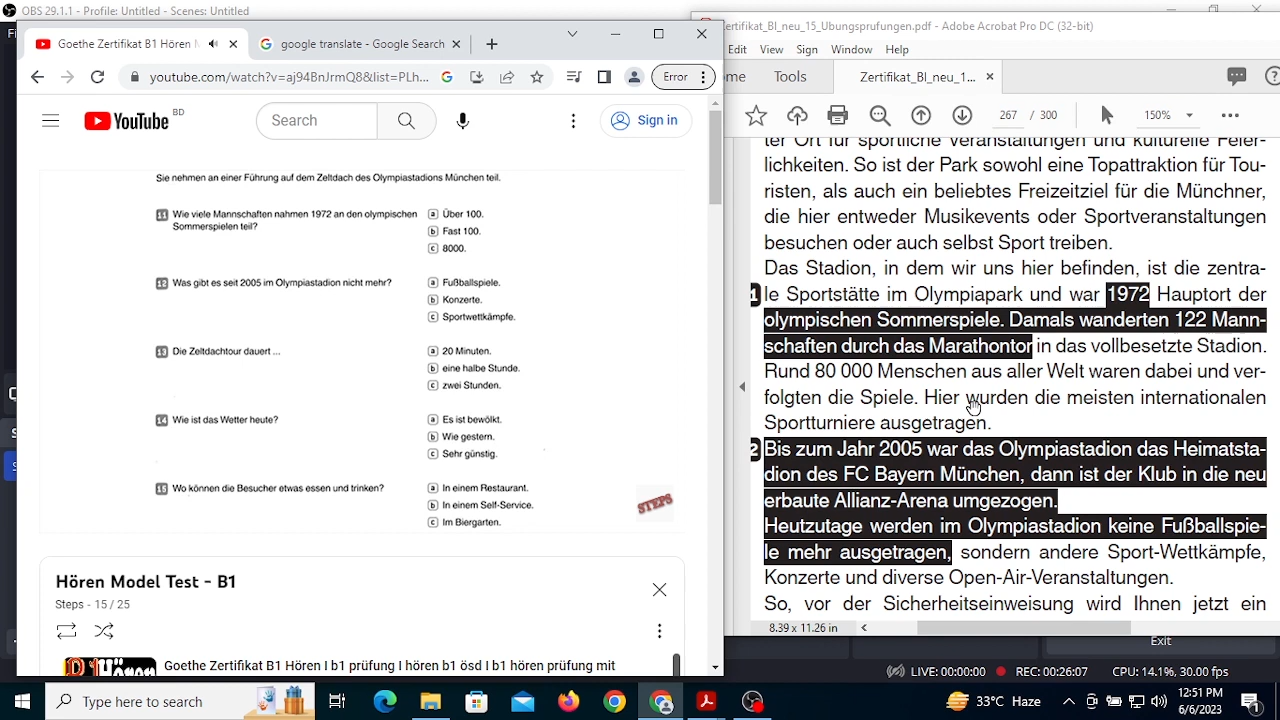 OBS 29.1.1 - Profile: Untitled - Scenes: Untitled
Goethe Zertifikat B1 Hören
google translate - Google Search
youtube.com/watch?v=aj94BnJrmQ8&list=PLh...
Error
YouTube BD
Search
Sign in
Sie nehmen an einer Führung auf dem Zeltdach des Olympiastadions München teil.
11 Wie viele Mannschaften nahmen 1972 an den olympischen
Sommerspielen teil?
a Über 100.
b Fast 100.
c 8000.
12 Was gibt es seit 2005 im Olympiastadion nicht mehr?
a Fußballspiele.
b Konzerte.
c Sportwettkämpfe.
13 Die Zeltdachtour dauert ...
a 20 Minuten.
b eine halbe Stunde.
c zwei Stunden.
14 Wie ist das Wetter heute?
a Es ist bewölkt.
b Wie gestern.
c Sehr günstig.
15 Wo können die Besucher etwas essen und trinken?
a In einem Restaurant.
b In einem Self-Service.
c Im Biergarten.
STEPS
Hören Model Test - B1
Steps - 15 / 25
B1 Hören
Goethe Zertifikat B1 Hören l b1 prüfung l hören b1 ösd l b1 hören prüfung mit
ertifikat_BI_neu_15_Übungsprufungen.pdf - Adobe Acrobat Pro DC (32-bit)
Edit View Sign Window Help
me Tools Zertifikat_BI_neu_1...
267 / 300 150%
ter Ort für sportliche Veranstaltungen und kulturelle Feier-
lichkeiten. So ist der Park sowohl eine Topattraktion für Tou-
risten, als auch ein beliebtes Freizeitziel für die Münchner,
die hier entweder Musikevents oder Sportveranstaltungen
besuchen oder auch selbst Sport treiben.
Das Stadion, in dem wir uns hier befinden, ist die zentra-
1 le Sportstätte im Olympiapark und war 1972 Hauptort der
olympischen Sommerspiele. Damals wanderten 122 Mann-
schaften durch das Marathontor in das vollbesetzte Stadion.
Rund 80 000 Menschen aus aller Welt waren dabei und ver-
folgten die Spiele. Hier wurden die meisten internationalen
Sportturniere ausgetragen.
2 Bis zum Jahr 2005 war das Olympiastadion das Heimatsta-
dion des FC Bayern München, dann ist der Klub in die neu
erbaute Allianz-Arena umgezogen.
Heutzutage werden im Olympiastadion keine Fußballspie-
le mehr ausgetragen, sondern andere Sport-Wettkämpfe,
Konzerte und diverse Open-Air-Veranstaltungen.
So, vor der Sicherheitseinweisung wird Ihnen jetzt ein
8.39 x 11.26 in
Exit
LIVE: 00:00:00 REC: 00:26:07 CPU: 14.1%, 30.00 fps
Type here to search
33°C Haze
12:51 PM
6/6/2023
1